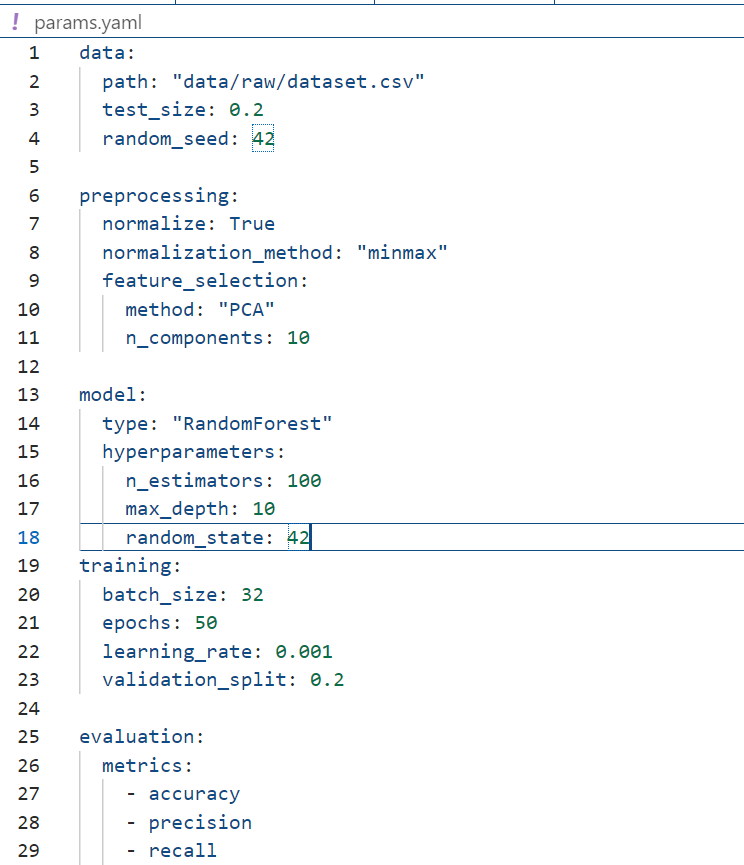 ! params.yaml
1 data:
2   path: "data/raw/dataset.csv"
3   test_size: 0.2
4   random_seed: 42
5
6 preprocessing:
7   normalize: True
8   normalization_method: "minmax"
9   feature_selection:
10     method: "PCA"
11     n_components: 10
12
13 model:
14   type: "RandomForest"
15   hyperparameters:
16     n_estimators: 100
17     max_depth: 10
18     random_state: 42
19 training:
20   batch_size: 32
21   epochs: 50
22   learning_rate: 0.001
23   validation_split: 0.2
24
25 evaluation:
26   metrics:
27     - accuracy
28     - precision
29     - recall